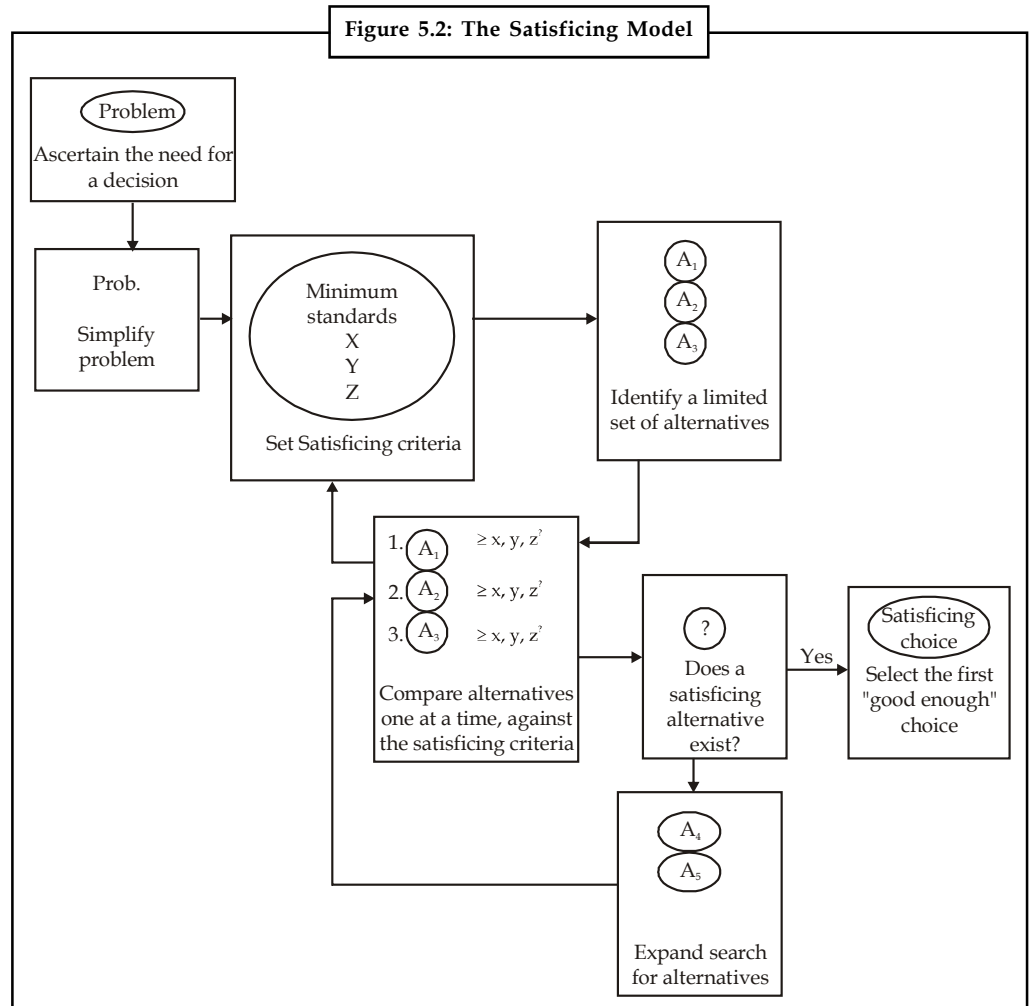 Figure 5.2: The Satisficing Model
Problem
Ascertain the need for
a decision
Prob.
Simplify
problem
Minimum
standards
X
Y
Z
Set Satisficing criteria
A₁
A₂
A₃
Identify a limited
set of alternatives
1. A₁ ≥ x, y, z?
2. A₂ ≥ x, y, z?
3. A₃ ≥ x, y, z?
Compare alternatives
one at a time, against
the satisficing criteria
?
Does a
satisficing
alternative
exist?
Yes
Satisficing
choice
Select the first
"good enough"
choice
A₄
A₅
Expand search
for alternatives